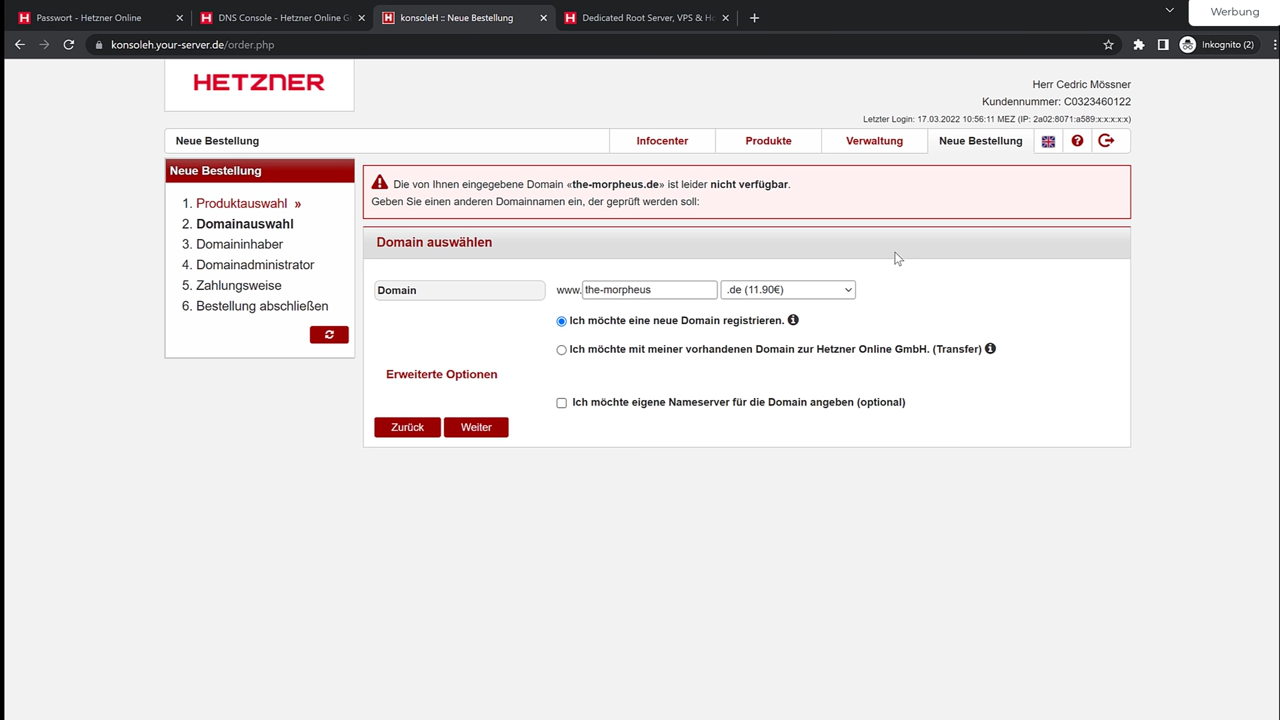 Werbung
Passwort - Hetzner Online
DNS Console - Hetzner Online G
konsoleH :: Neue Bestellung
Dedicated Root Server, VPS & Ho
konsoleh.your-server.de/order.php
Inkognito (2)
HETZNER
Herr Cedric Mössner
Kundennummer: C0323460122
Letzter Login: 17.03.2022 10:56:11 MEZ (IP: 2a02:8071:a589:x:x:x:x:x)
Neue Bestellung
Infocenter
Produkte
Verwaltung
Neue Bestellung
Neue Bestellung
1. Produktauswahl »
2. Domainauswahl
3. Domaininhaber
4. Domainadministrator
5. Zahlungsweise
6. Bestellung abschließen
Die von Ihnen eingegebene Domain «the-morpheus.de» ist leider nicht verfügbar.
Geben Sie einen anderen Domainnamen ein, der geprüft werden soll:
Domain auswählen
Domain
www. the-morpheus .de (11.90€)
Ich möchte eine neue Domain registrieren.
Ich möchte mit meiner vorhandenen Domain zur Hetzner Online GmbH. (Transfer)
Erweiterte Optionen
Ich möchte eigene Nameserver für die Domain angeben (optional)
Zurück
Weiter